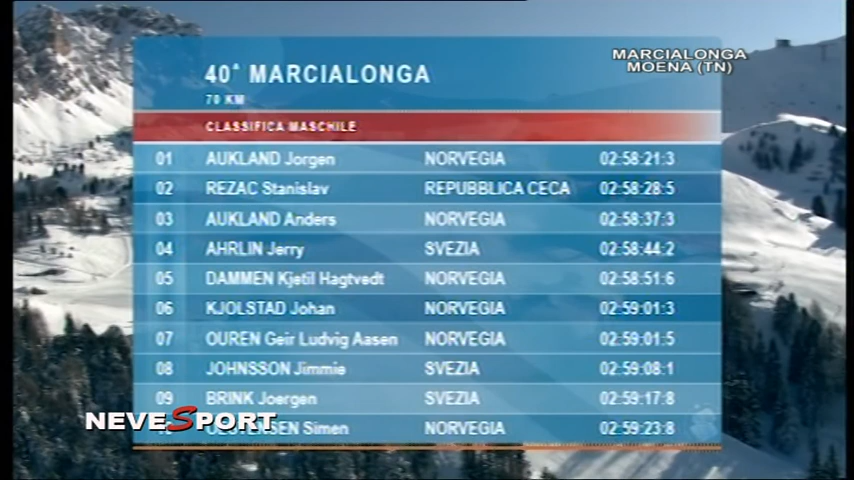 40ª MARCIALONGA
MARCIALONGA
MOENA (TN)
70 KM
CLASSIFICA MASCHILE
01 AUKLAND Jorgen NORVEGIA 02:58:21:3
02 REZAC Stanislav REPUBBLICA CECA 02:58:28:5
03 AUKLAND Anders NORVEGIA 02:58:37:3
04 AHRLIN Jerry SVEZIA 02:58:44:2
05 DAMMEN Kjetil Hagtvedt NORVEGIA 02:58:51:6
06 KJOLSTAD Johan NORVEGIA 02:59:01:3
07 OUREN Geir Ludvig Aasen NORVEGIA 02:59:01:5
08 JOHNSSON Jimmie SVEZIA 02:59:08:1
09 BRINK Joergen SVEZIA 02:59:17:8
Simen NORVEGIA 02:59:23:8
NEVESPORT